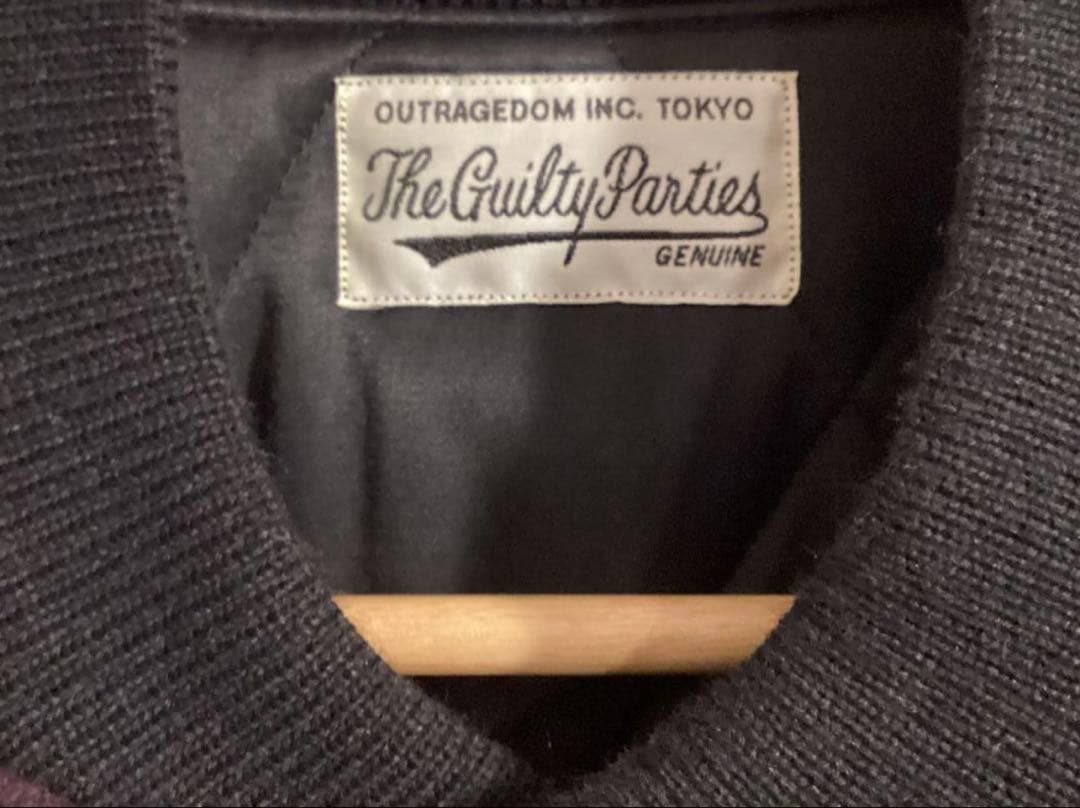 OUTRAGEDOM INC. TOKYO
The Guilty Parties
GENUINE